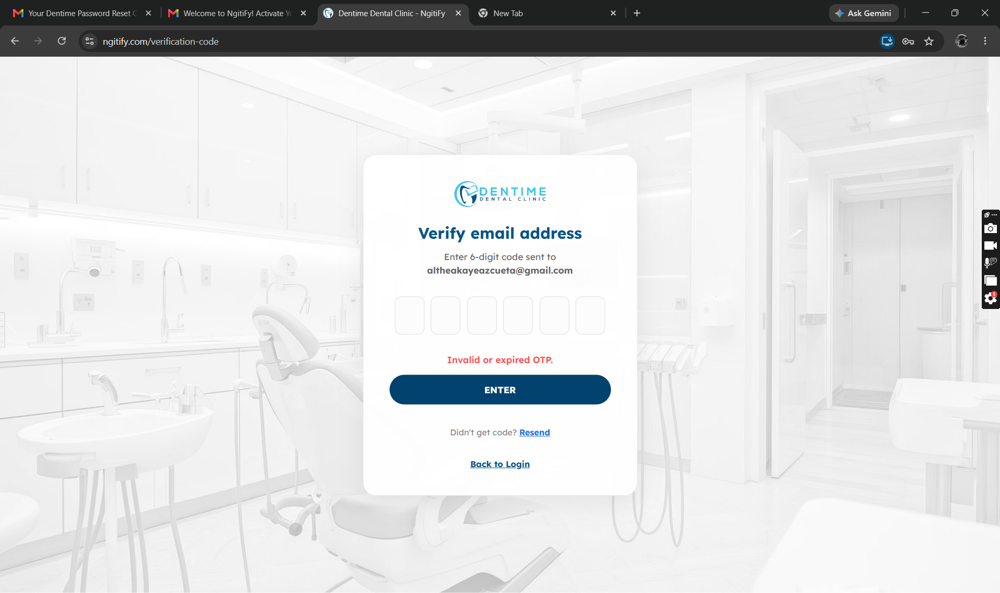 Your Dentime Password Reset C
Welcome to NgitiFy! Activate Yo
Dentime Dental Clinic - NgitiFy
New Tab
Ask Gemini
ngitify.com/verification-code
DENTIME
DENTAL CLINIC
Verify email address
Enter 6-digit code sent to
altheakayeazcueta@gmail.com
Invalid or expired OTP.
ENTER
Didn't get code? Resend
Back to Login
5